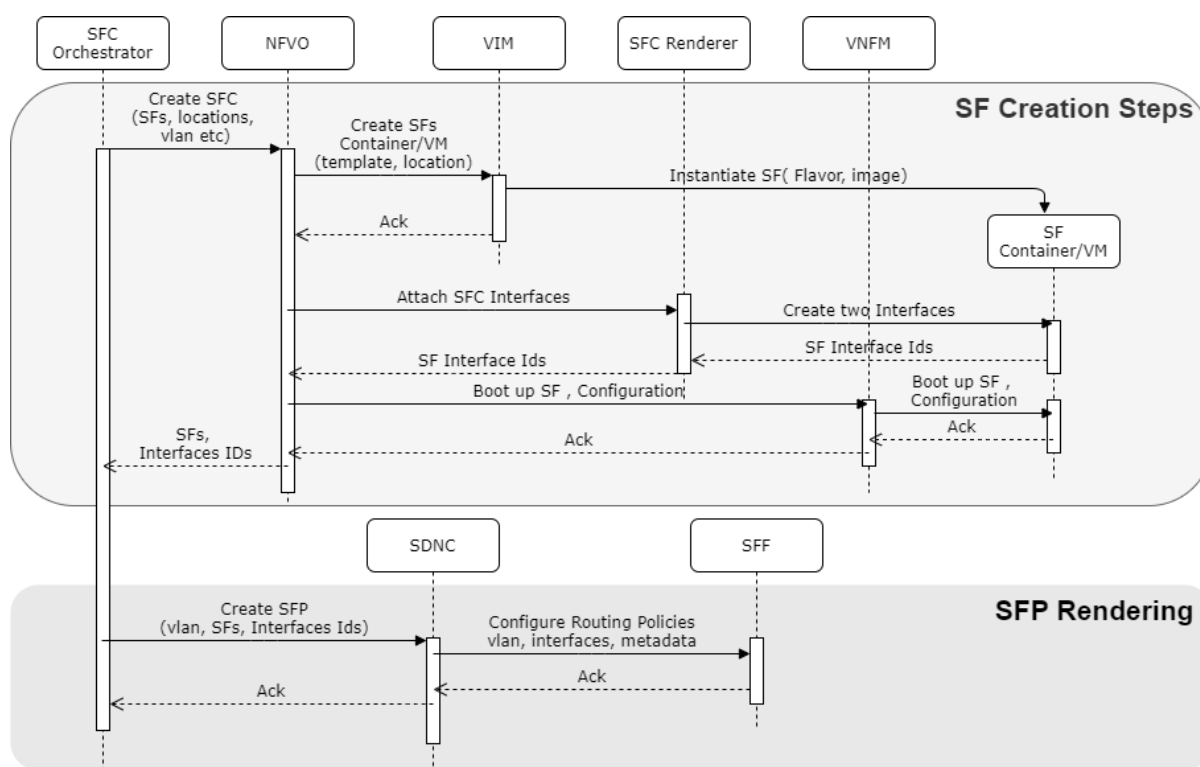 SFC
Orchestrator
NFVO
VIM
SFC Renderer
VNFM
SF Creation Steps
Create SFC
(SFs, locations,
vlan etc)
Create SFs
Container/VM
(template, location)
Instantiate SF( Flavor, image)
Ack
SF
Container/VM
Attach SFC Interfaces
Create two Interfaces
SF Interface Ids
SF Interface Ids
Boot up SF , Configuration
Boot up SF ,
Configuration
Ack
Ack
SFs,
Interfaces IDs
SDNC
SFF
SFP Rendering
Create SFP
(vlan, SFs, Interfaces Ids)
Configure Routing Policies
vlan, interfaces, metadata
Ack
Ack